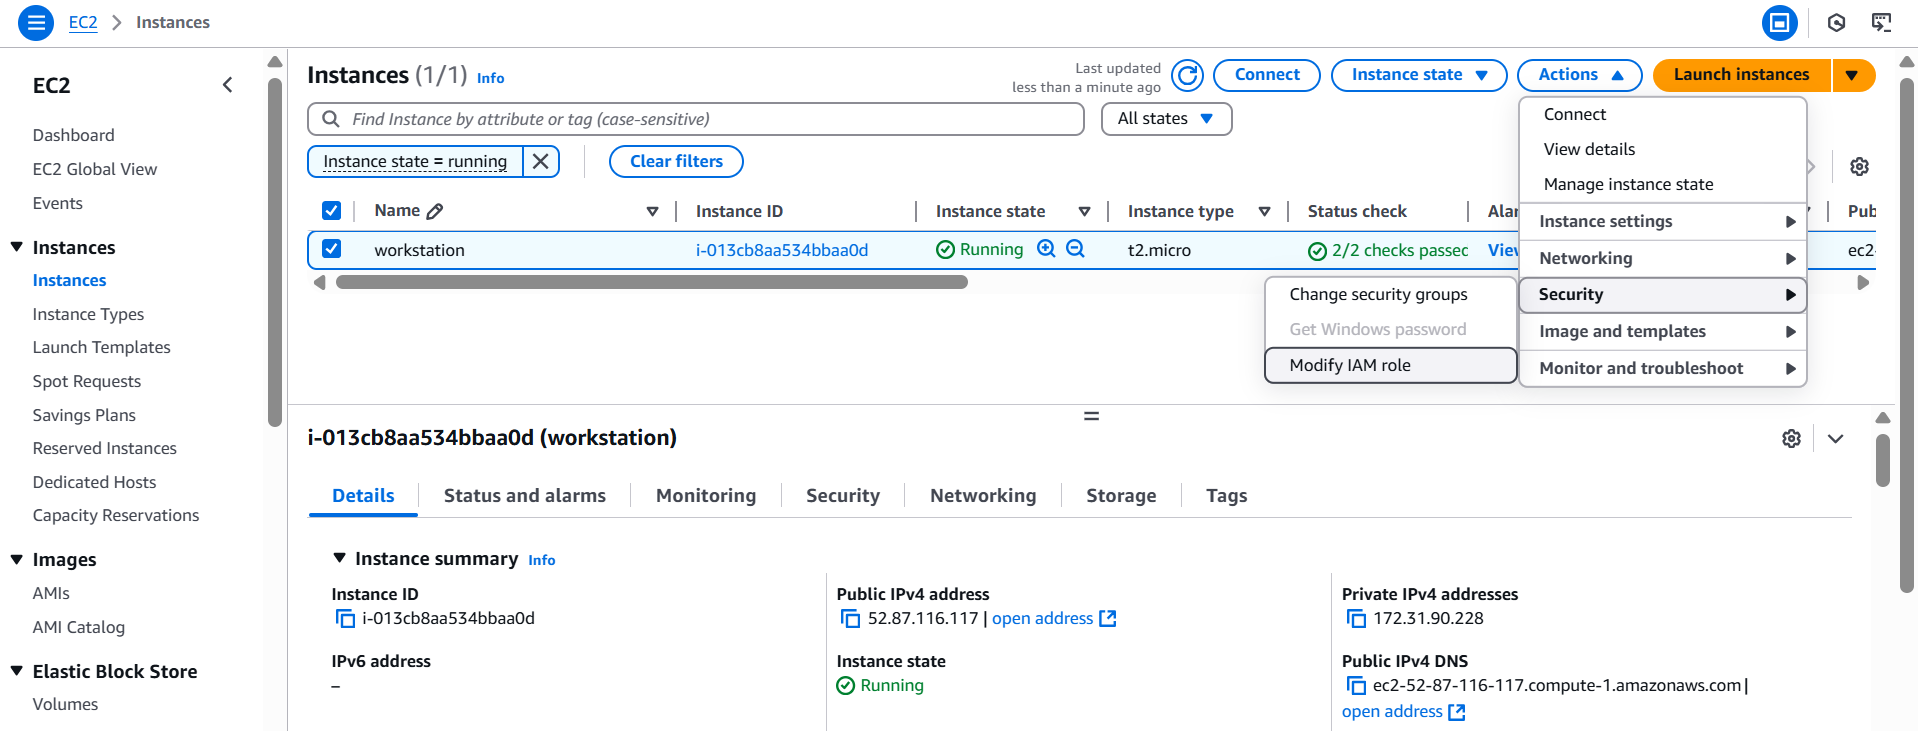 EC2 > Instances
EC2
Dashboard
EC2 Global View
Events
Instances
Instances
Instance Types
Launch Templates
Spot Requests
Savings Plans
Reserved Instances
Dedicated Hosts
Capacity Reservations
Images
AMIs
AMI Catalog
Elastic Block Store
Volumes
Instances (1/1) Info
Last updated
less than a minute ago
Connect
Instance state
Actions
Launch instances
Find Instance by attribute or tag (case-sensitive)
All states
Instance state = running
Clear filters
Name
Instance ID
Instance state
Instance type
Status check
workstation
i-013cb8aa534bbaa0d
Running
t2.micro
2/2 checks passed
View
ec2-
Connect
View details
Manage instance state
Instance settings
Networking
Security
Image and templates
Monitor and troubleshoot
Change security groups
Get Windows password
Modify IAM role
i-013cb8aa534bbaa0d (workstation)
Details
Status and alarms
Monitoring
Security
Networking
Storage
Tags
Instance summary Info
Instance ID
i-013cb8aa534bbaa0d
IPv6 address
–
Public IPv4 address
52.87.116.117 | open address
Instance state
Running
Private IPv4 addresses
172.31.90.228
Public IPv4 DNS
ec2-52-87-116-117.compute-1.amazonaws.com |
open address